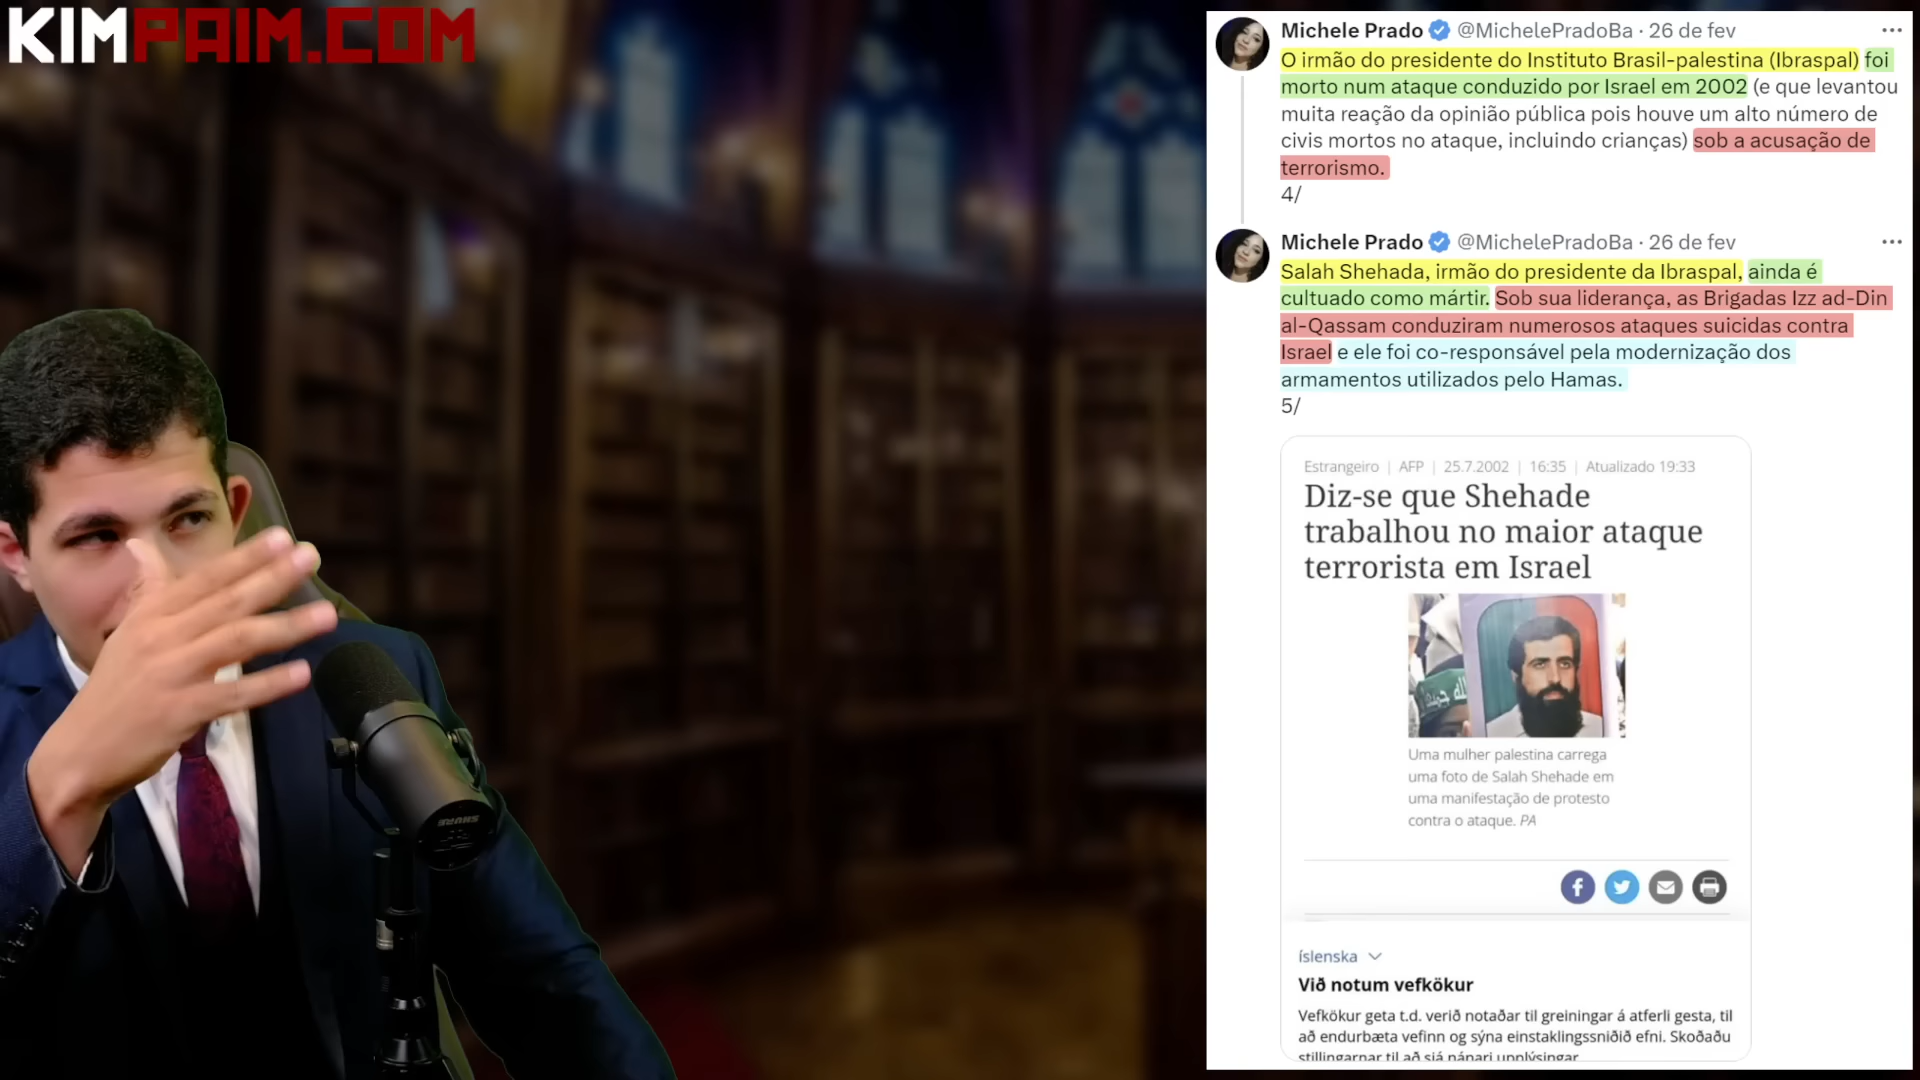 KIMPAIM.COM
Michele Prado @MichelePradoBa · 26 de fev
O irmão do presidente do Instituto Brasil-palestina (Ibraspal) foi
morto num ataque conduzido por Israel em 2002 (e que levantou
muita reação da opinião pública pois houve um alto número de
civis mortos no ataque, incluindo crianças) sob a acusação de
terrorismo.
4/
Michele Prado @MichelePradoBa · 26 de fev
Salah Shehada, irmão do presidente da Ibraspal, ainda é
cultuado como mártir. Sob sua liderança, as Brigadas Izz ad-Din
al-Qassam conduziram numerosos ataques suicidas contra
Israel e ele foi co-responsável pela modernização dos
armamentos utilizados pelo Hamas.
5/
Estrangeiro | AFP | 25.7.2002 | 16:35 | Atualizado 19:33
Diz-se que Shehade
trabalhou no maior ataque
terrorista em Israel
Uma mulher palestina carrega
uma foto de Salah Shehade em
uma manifestação de protesto
contra o ataque. PA
íslenska
Við notum vefkökur
Vefkökur geta t.d. verið notaðar til greiningar á atferli gesta, til
að endurbæta vefinn og sýna einstaklingssniðið efni. Skoðaðu
stillingarnar til að sjá nánari upplýsingar
SHURE